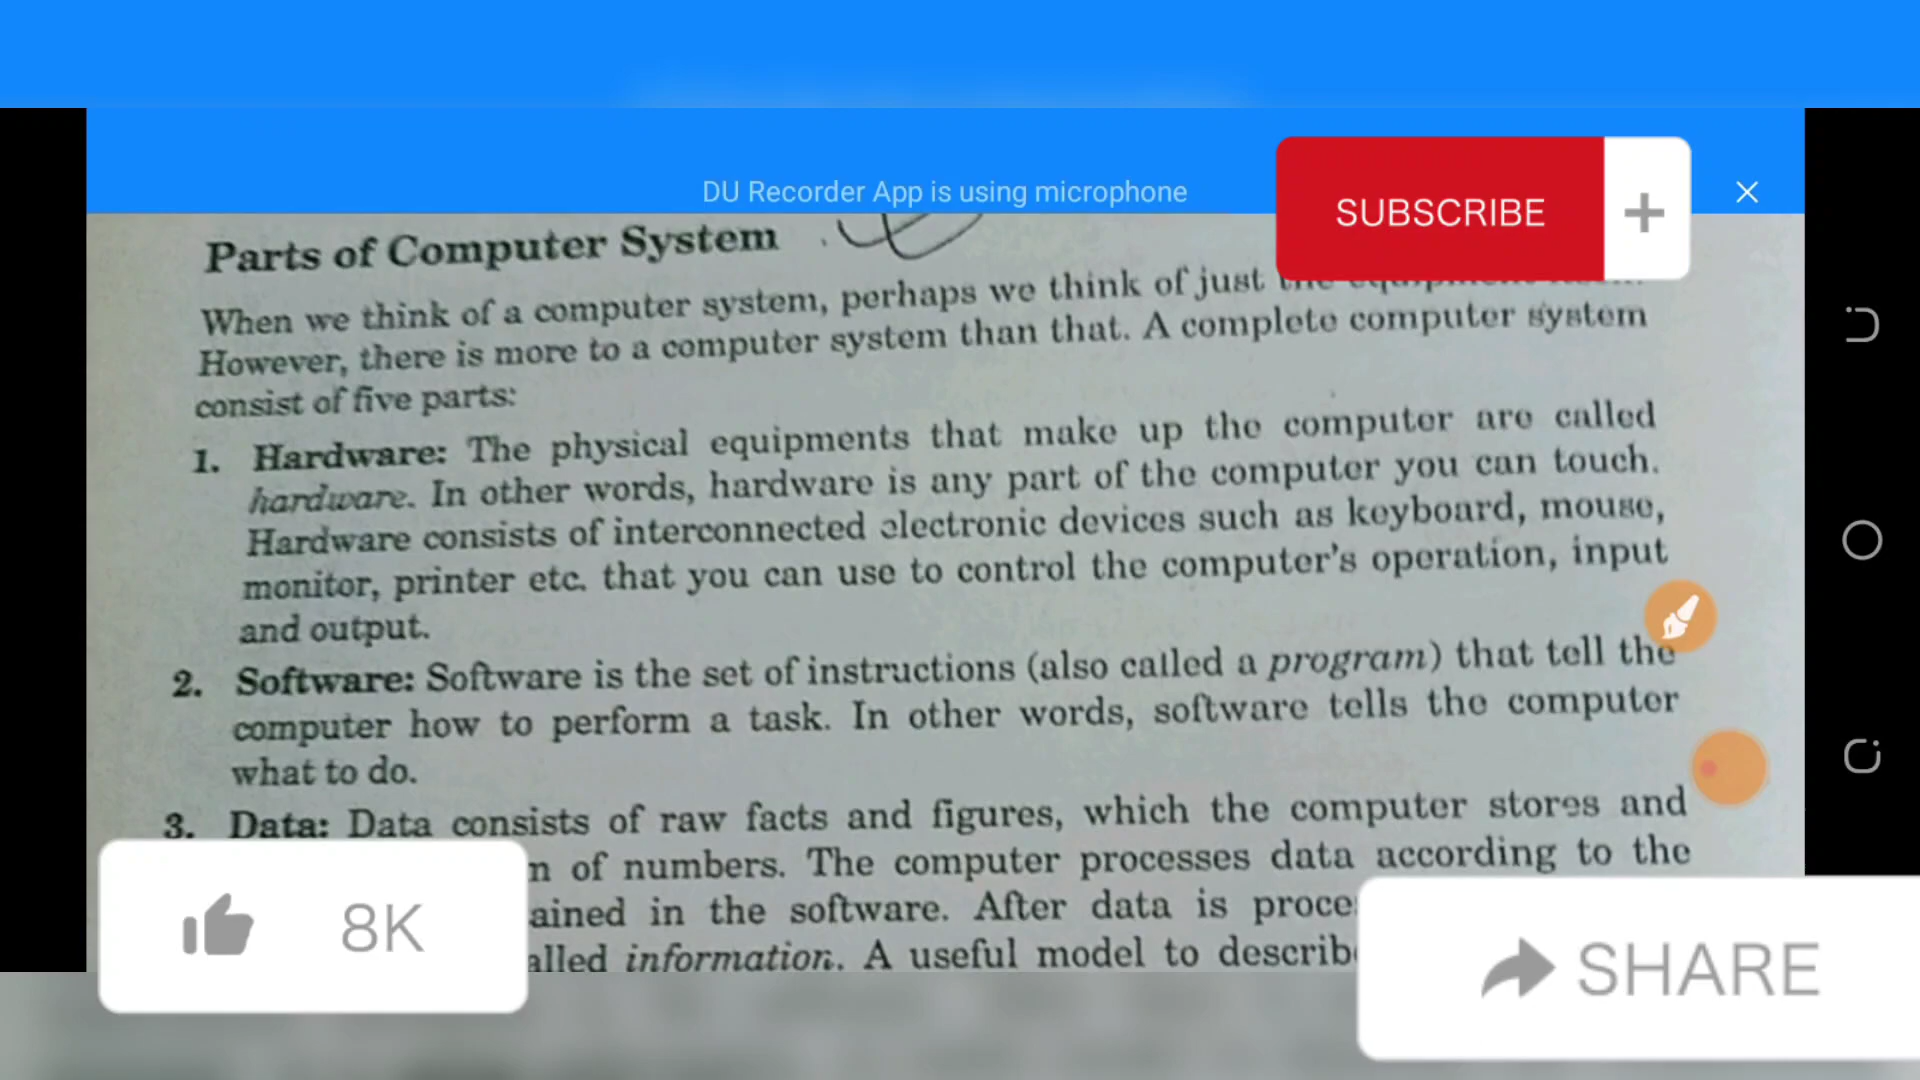 DU Recorder App is using microphone
SUBSCRIBE
Parts of Computer System
When we think of a computer system, perhaps we think of just
However, there is more to a computer system than that. A complete computer system
consist of five parts:
1. Hardware: The physical equipments that make up the computer are called
hardware. In other words, hardware is any part of the computer you can touch.
Hardware consists of interconnected electronic devices such as keyboard, mouse,
monitor, printer etc. that you can use to control the computer's operation, input
and output.
2. Software: Software is the set of instructions (also called a program) that tell the
computer how to perform a task. In other words, software tells the computer
what to do.
3. Data: Data consists of raw facts and figures, which the computer stores and
of numbers. The computer processes data according to the
in the software. After data is
information. A useful model to
8K
SHARE